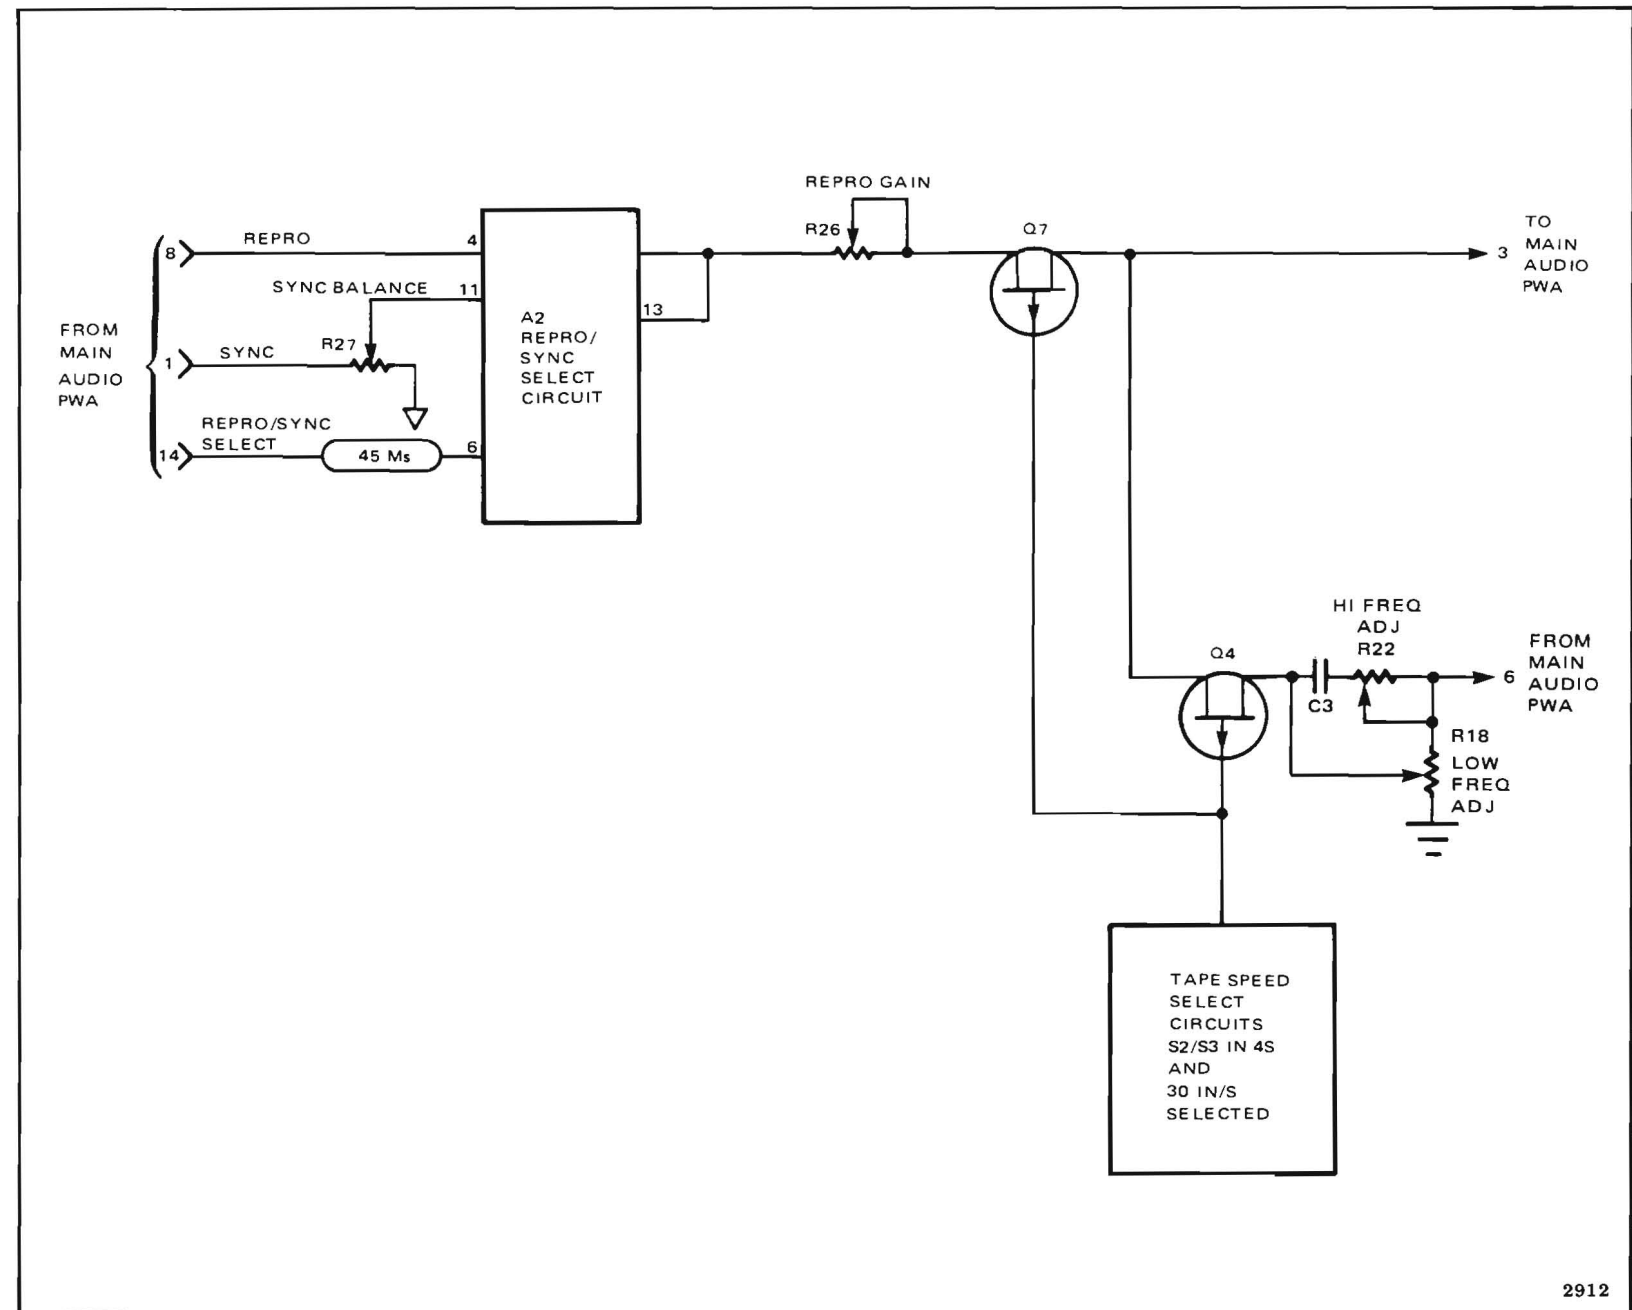 REPRO GAIN
R26
Q7
TO
MAIN
AUDIO
PWA
3
8
REPRO
4
SYNC BALANCE
11
13
FROM
MAIN
AUDIO
PWA
1
SYNC
R27
A2
REPRO/
SYNC
SELECT
CIRCUIT
14
REPRO/SYNC
SELECT
45 Ms
6
HI FREQ
ADJ
R22
Q4
C3
6
FROM
MAIN
AUDIO
PWA
R18
LOW
FREQ
ADJ
TAPE SPEED
SELECT
CIRCUITS
S2/S3 IN 4S
AND
30 IN/S
SELECTED
2912